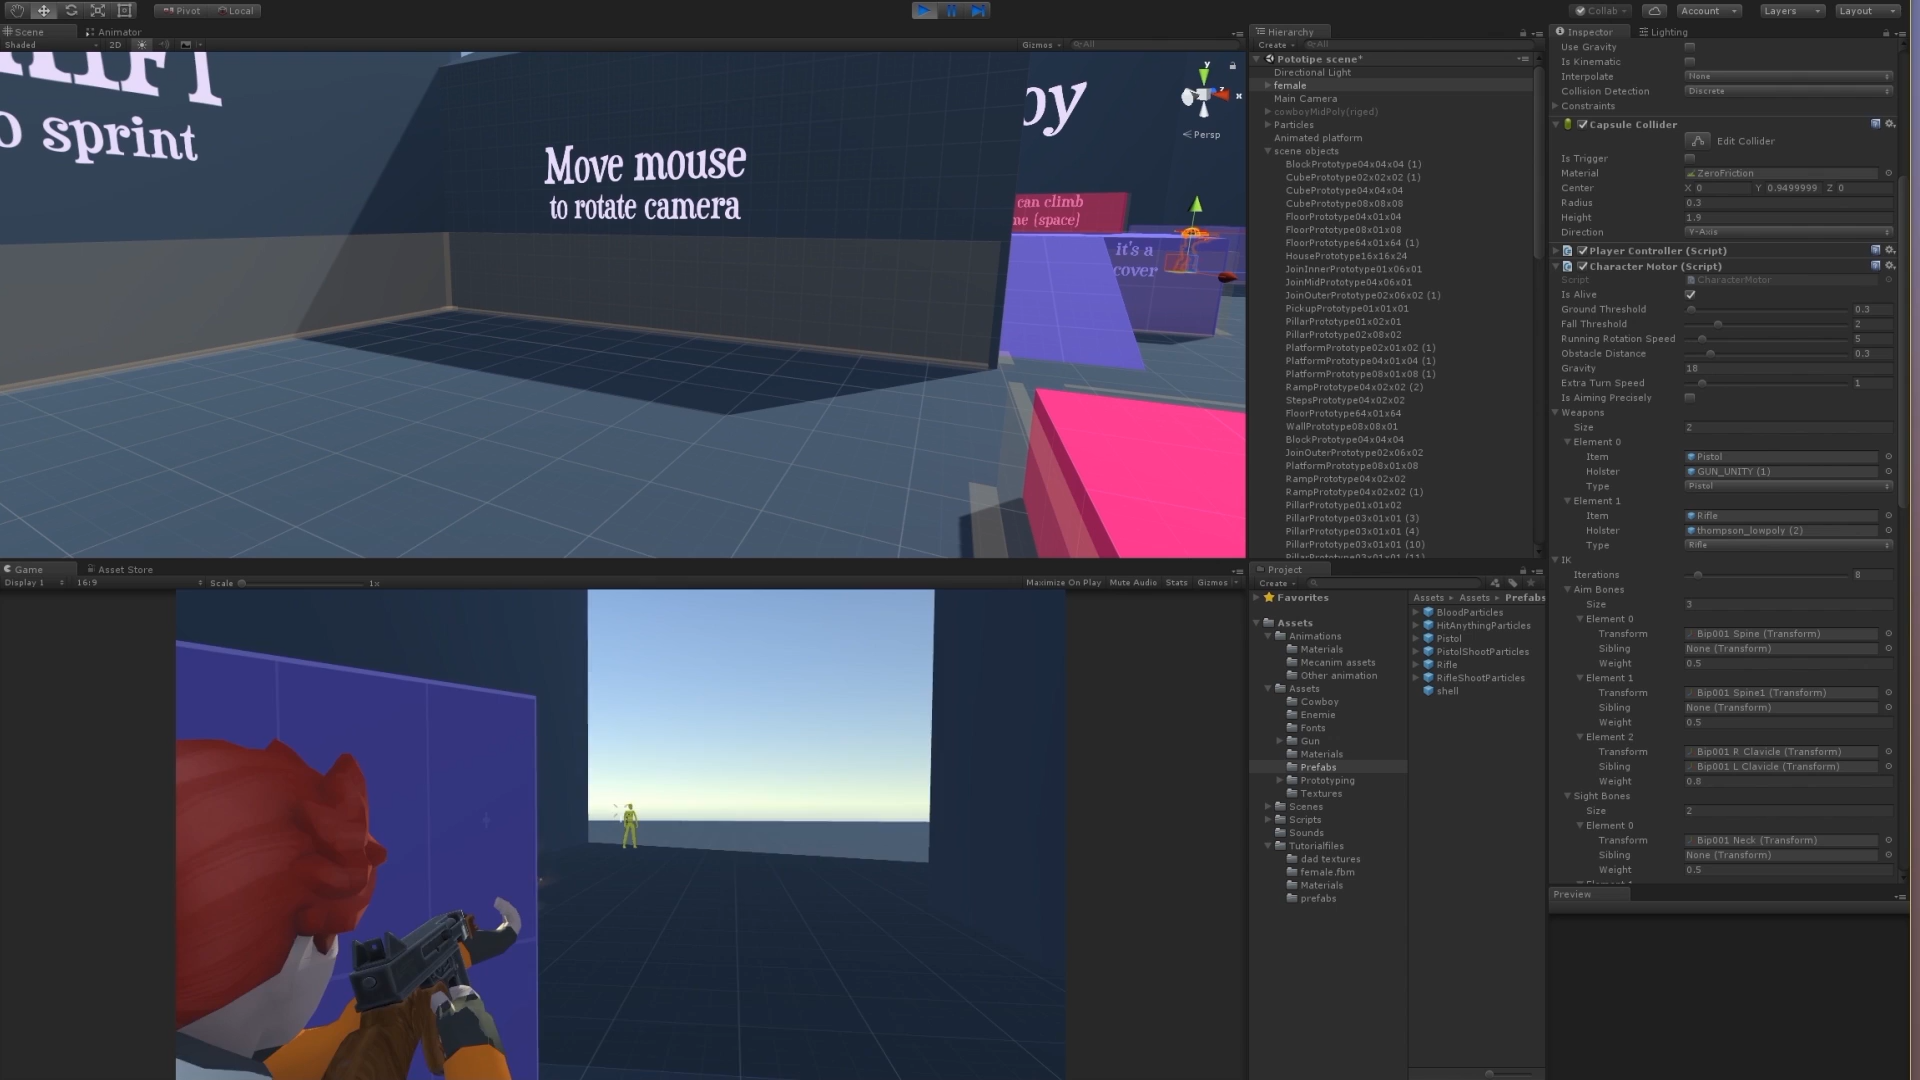 Pivot
Local
Collab
Account
Layers
Layout
Scene
Animator
Shaded
2D
Gizmos
All
sprint
Move mouse
to rotate camera
can climb
{space}
it's a
cover
y
Persp
Hierarchy
Create
All
Pototipe scene*
Directional Light
female
Main Camera
cowboyMidPoly(riged)
Particles
Animated platform
scene objects
BlockPrototype04x04x04 (1)
CubePrototype02x02x02 (1)
CubePrototype04x04x04
CubePrototype08x08x08
FloorPrototype04x01x04
FloorPrototype08x01x08
FloorPrototype64x01x64 (1)
HousePrototype16x16x24
JoinInnerPrototype01x06x01
JoinMidPrototype04x06x01
JoinOuterPrototype02x06x02 (1)
PickupPrototype01x01x01
PillarPrototype01x02x01
PillarPrototype02x08x02
PlatformPrototype02x01x02 (1)
PlatformPrototype04x01x04 (1)
PlatformPrototype08x01x08 (1)
RampPrototype04x02x02 (2)
StepsPrototype04x02x02
FloorPrototype64x01x64
WallPrototype08x08x01
BlockPrototype04x04x04
JoinOuterPrototype02x06x02
PlatformPrototype08x01x08
RampPrototype04x02x02
RampPrototype04x02x02 (1)
PillarPrototype01x01x02
PillarPrototype03x01x01 (3)
PillarPrototype03x01x01 (4)
PillarPrototype03x01x01 (10)
PillarPrototype03x01x01 (11)
Game
Asset Store
Display 1
16:9
Scale
1x
Maximize On Play
Mute Audio
Stats
Gizmos
Project
Create
Favorites
Assets
Animations
Materials
Mecanim assets
Other animation
Assets
Cowboy
Enemie
Fonts
Gun
Materials
Prefabs
Prototyping
Textures
Scenes
Scripts
Sounds
Tutorialfiles
dad textures
female.fbm
Materials
prefabs
Assets
Assets
Prefabs
BloodParticles
HitAnythingParticles
Pistol
PistolShootParticles
Rifle
RifleShootParticles
shell
Inspector
Lighting
Use Gravity
Is Kinematic
Interpolate None
Collision Detection Discrete
Constraints
Capsule Collider
Edit Collider
Is Trigger
Material ZeroFriction
Center X 0 Y 0.9499999 Z 0
Radius 0.3
Height 1.9
Direction Y-Axis
Player Controller (Script)
Character Motor (Script)
Script CharacterMotor
Is Alive
Ground Threshold 0.3
Fall Threshold 2
Running Rotation Speed 5
Obstacle Distance 0.3
Gravity 18
Extra Turn Speed 1
Is Aiming Precisely
Weapons
Size 2
Element 0
Item Pistol
Holster GUN_UNITY (1)
Type Pistol
Element 1
Item Rifle
Holster thompson_lowpoly (2)
Type Rifle
IK
Iterations 8
Aim Bones
Size 3
Element 0
Transform Bip001 Spine (Transform)
Sibling None (Transform)
Weight 0.5
Element 1
Transform Bip001 Spine1 (Transform)
Sibling None (Transform)
Weight 0.5
Element 2
Transform Bip001 R Clavicle (Transform)
Sibling Bip001 L Clavicle (Transform)
Weight 0.8
Sight Bones
Size 2
Element 0
Transform Bip001 Neck (Transform)
Sibling None (Transform)
Weight 0.5
Preview